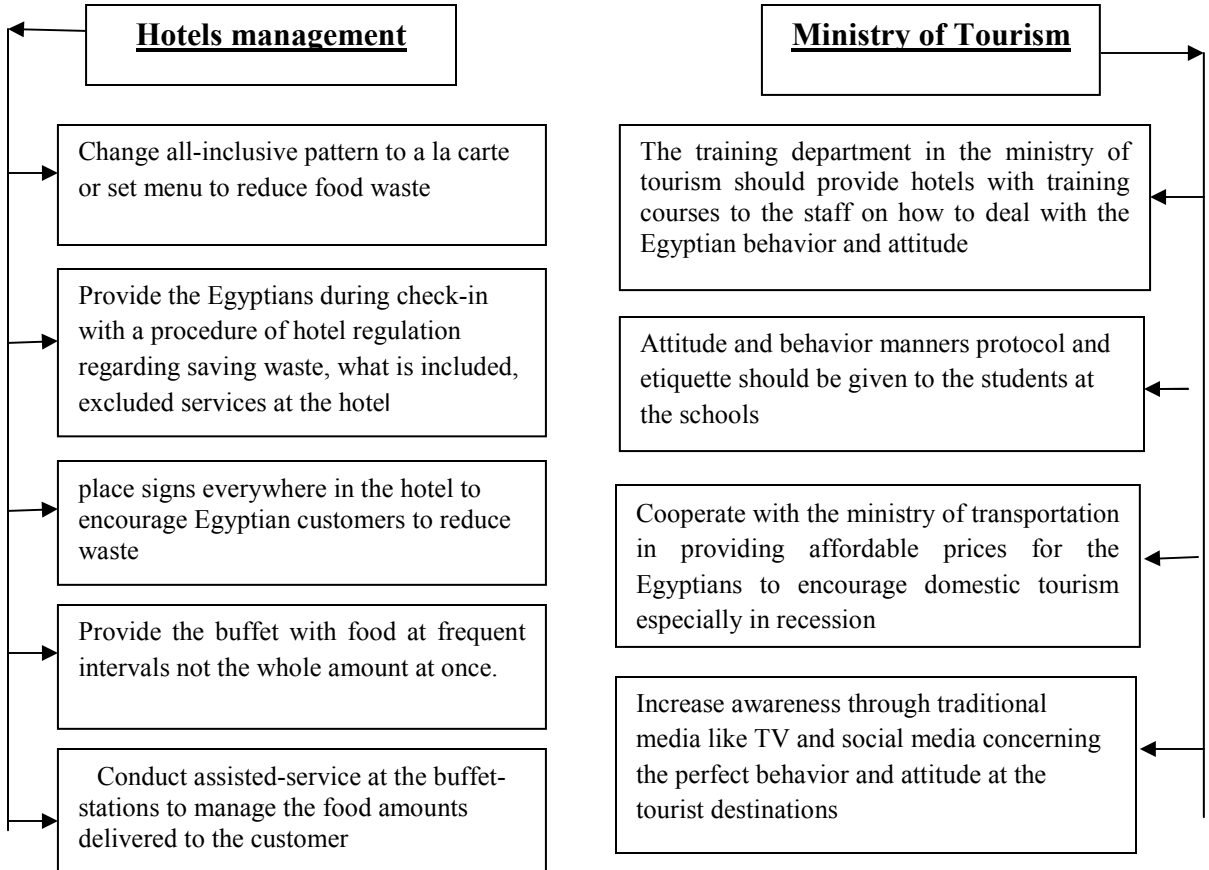 Hotels management
Change all-inclusive pattern to a la carte
or set menu to reduce food waste
Provide the Egyptians during check-in
with a procedure of hotel regulation
regarding saving waste, what is included,
excluded services at the hotel
place signs everywhere in the hotel to
encourage Egyptian customers to reduce
waste
Provide the buffet with food at frequent
intervals not the whole amount at once.
Conduct assisted-service at the buffet-
stations to manage the food amounts
delivered to the customer
Ministry of Tourism
The training department in the ministry of
tourism should provide hotels with training
courses to the staff on how to deal with the
Egyptian behavior and attitude
Attitude and behavior manners protocol and
etiquette should be given to the students at
the schools
Cooperate with the ministry of transportation
in providing affordable prices for the
Egyptians to encourage domestic tourism
especially in recession
Increase awareness through traditional
media like TV and social media concerning
the perfect behavior and attitude at the
tourist destinations